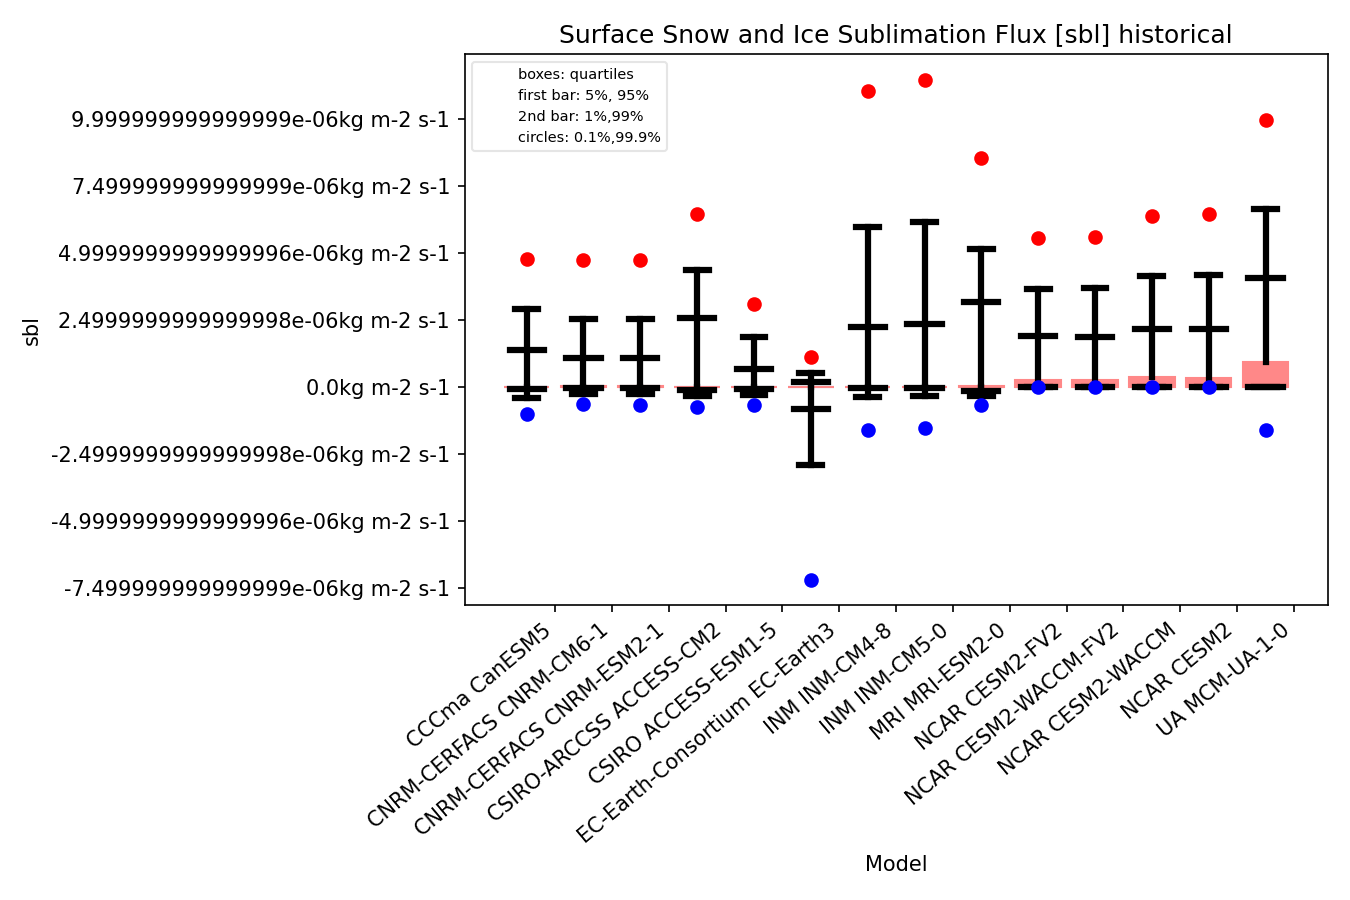 Surface Snow and Ice Sublimation Flux [sbl] historical
boxes: quartiles
first bar: 5%, 95%
2nd bar: 1%,99%
circles: 0.1%,99.9%
9.999999999999999e-06kg m-2 s-1
7.499999999999999e-06kg m-2 s-1
4.9999999999999996e-06kg m-2 s-1
2.4999999999999998e-06kg m-2 s-1
0.0kg m-2 s-1
-2.4999999999999998e-06kg m-2 s-1
-4.9999999999999996e-06kg m-2 s-1
-7.499999999999999e-06kg m-2 s-1
sbl
CCCma CanESM5
CNRM-CERFACS CNRM-CM6-1
CNRM-CERFACS CNRM-ESM2-1
CSIRO-ARCCSS ACCESS-CM2
CSIRO ACCESS-ESM1-5
EC-Earth-Consortium EC-Earth3
INM INM-CM4-8
INM INM-CM5-0
MRI MRI-ESM2-0
NCAR CESM2-FV2
NCAR CESM2-WACCM-FV2
NCAR CESM2-WACCM
NCAR CESM2
UA MCM-UA-1-0
Model